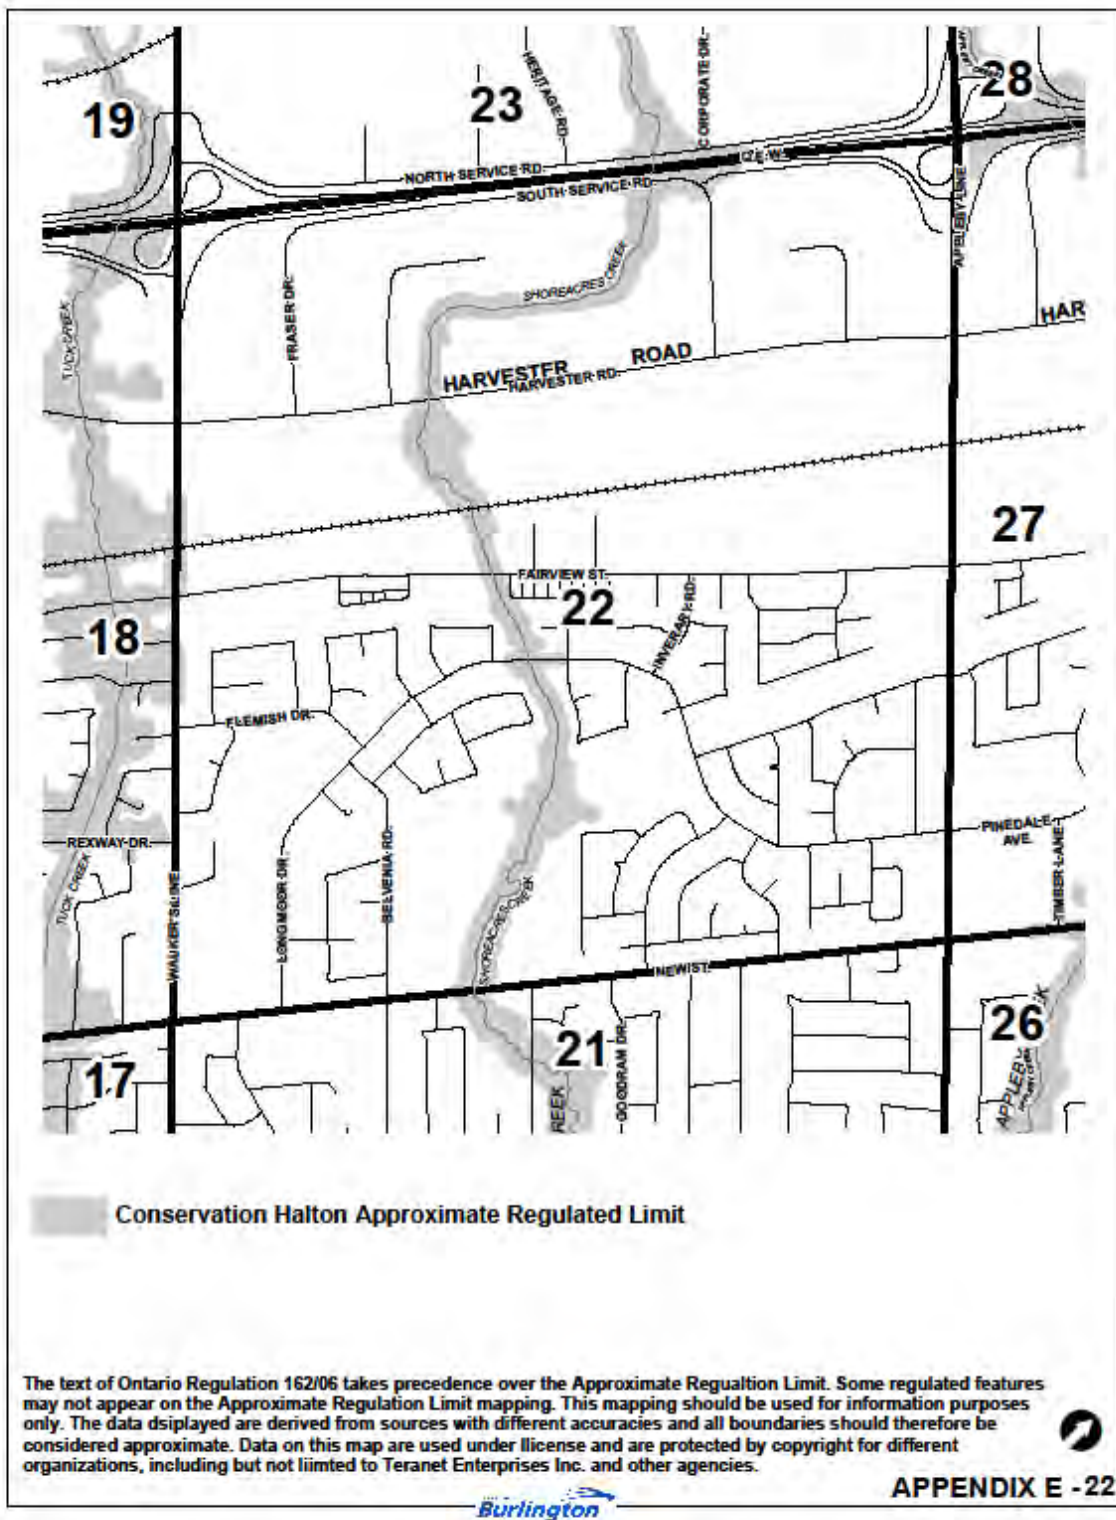 19
23
28
HERITAGE RD.
CORPORATE DR.
NORTH SERVICE RD.
SOUTH SERVICE RD.
APPLEBY LINE
TUCK CREEK
FRASER DR.
SHOREACRES CREEK
HARVESTER ROAD
HARVESTER RD.
HAR
27
FAIRVIEW ST.
22
18
INVERARY RD.
FLEMISH DR.
REXWAY DR.
PINEDALE
AVE.
TIMBER LANE
TUCK CREEK
WALKER'S LINE
LONGMOOR DR.
BELVENIA RD.
SHOREACRES CREEK
NEW ST.
17
21
26
REEK
GOODRAM DR.
APPLEBY
EK
Conservation Halton Approximate Regulated Limit
The text of Ontario Regulation 162/06 takes precedence over the Approximate Regualtion Limit. Some regulated features
may not appear on the Approximate Regulation Limit mapping. This mapping should be used for information purposes
only. The data dsiplayed are derived from sources with different accuracies and all boundaries should therefore be
considered approximate. Data on this map are used under llicense and are protected by copyright for different
organizations, including but not liimted to Teranet Enterprises Inc. and other agencies.
APPENDIX E - 22
Burlington